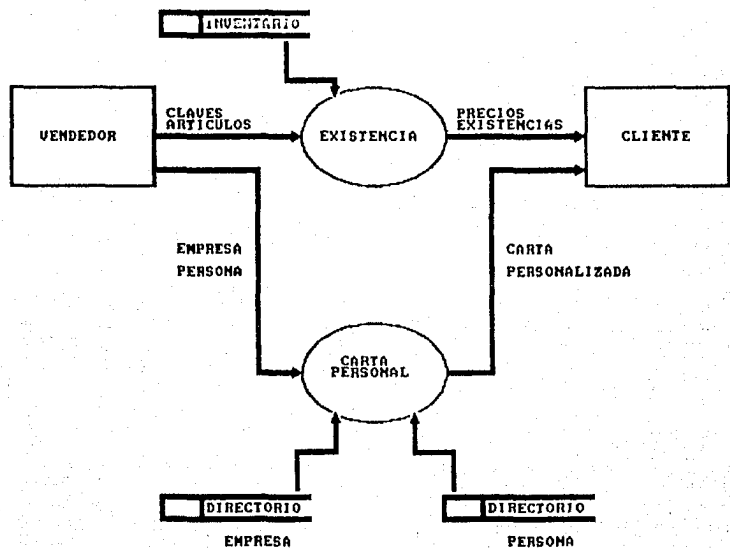 INVENTARIO
VENDEDOR
CLAVES
ARTICULOS
EXISTENCIA
PRECIOS
EXISTENCIAS
CLIENTE
EMPRESA
PERSONA
CARTA
PERSONALIZADA
CARTA
PERSONAL
DIRECTORIO
EMPRESA
DIRECTORIO
PERSONA